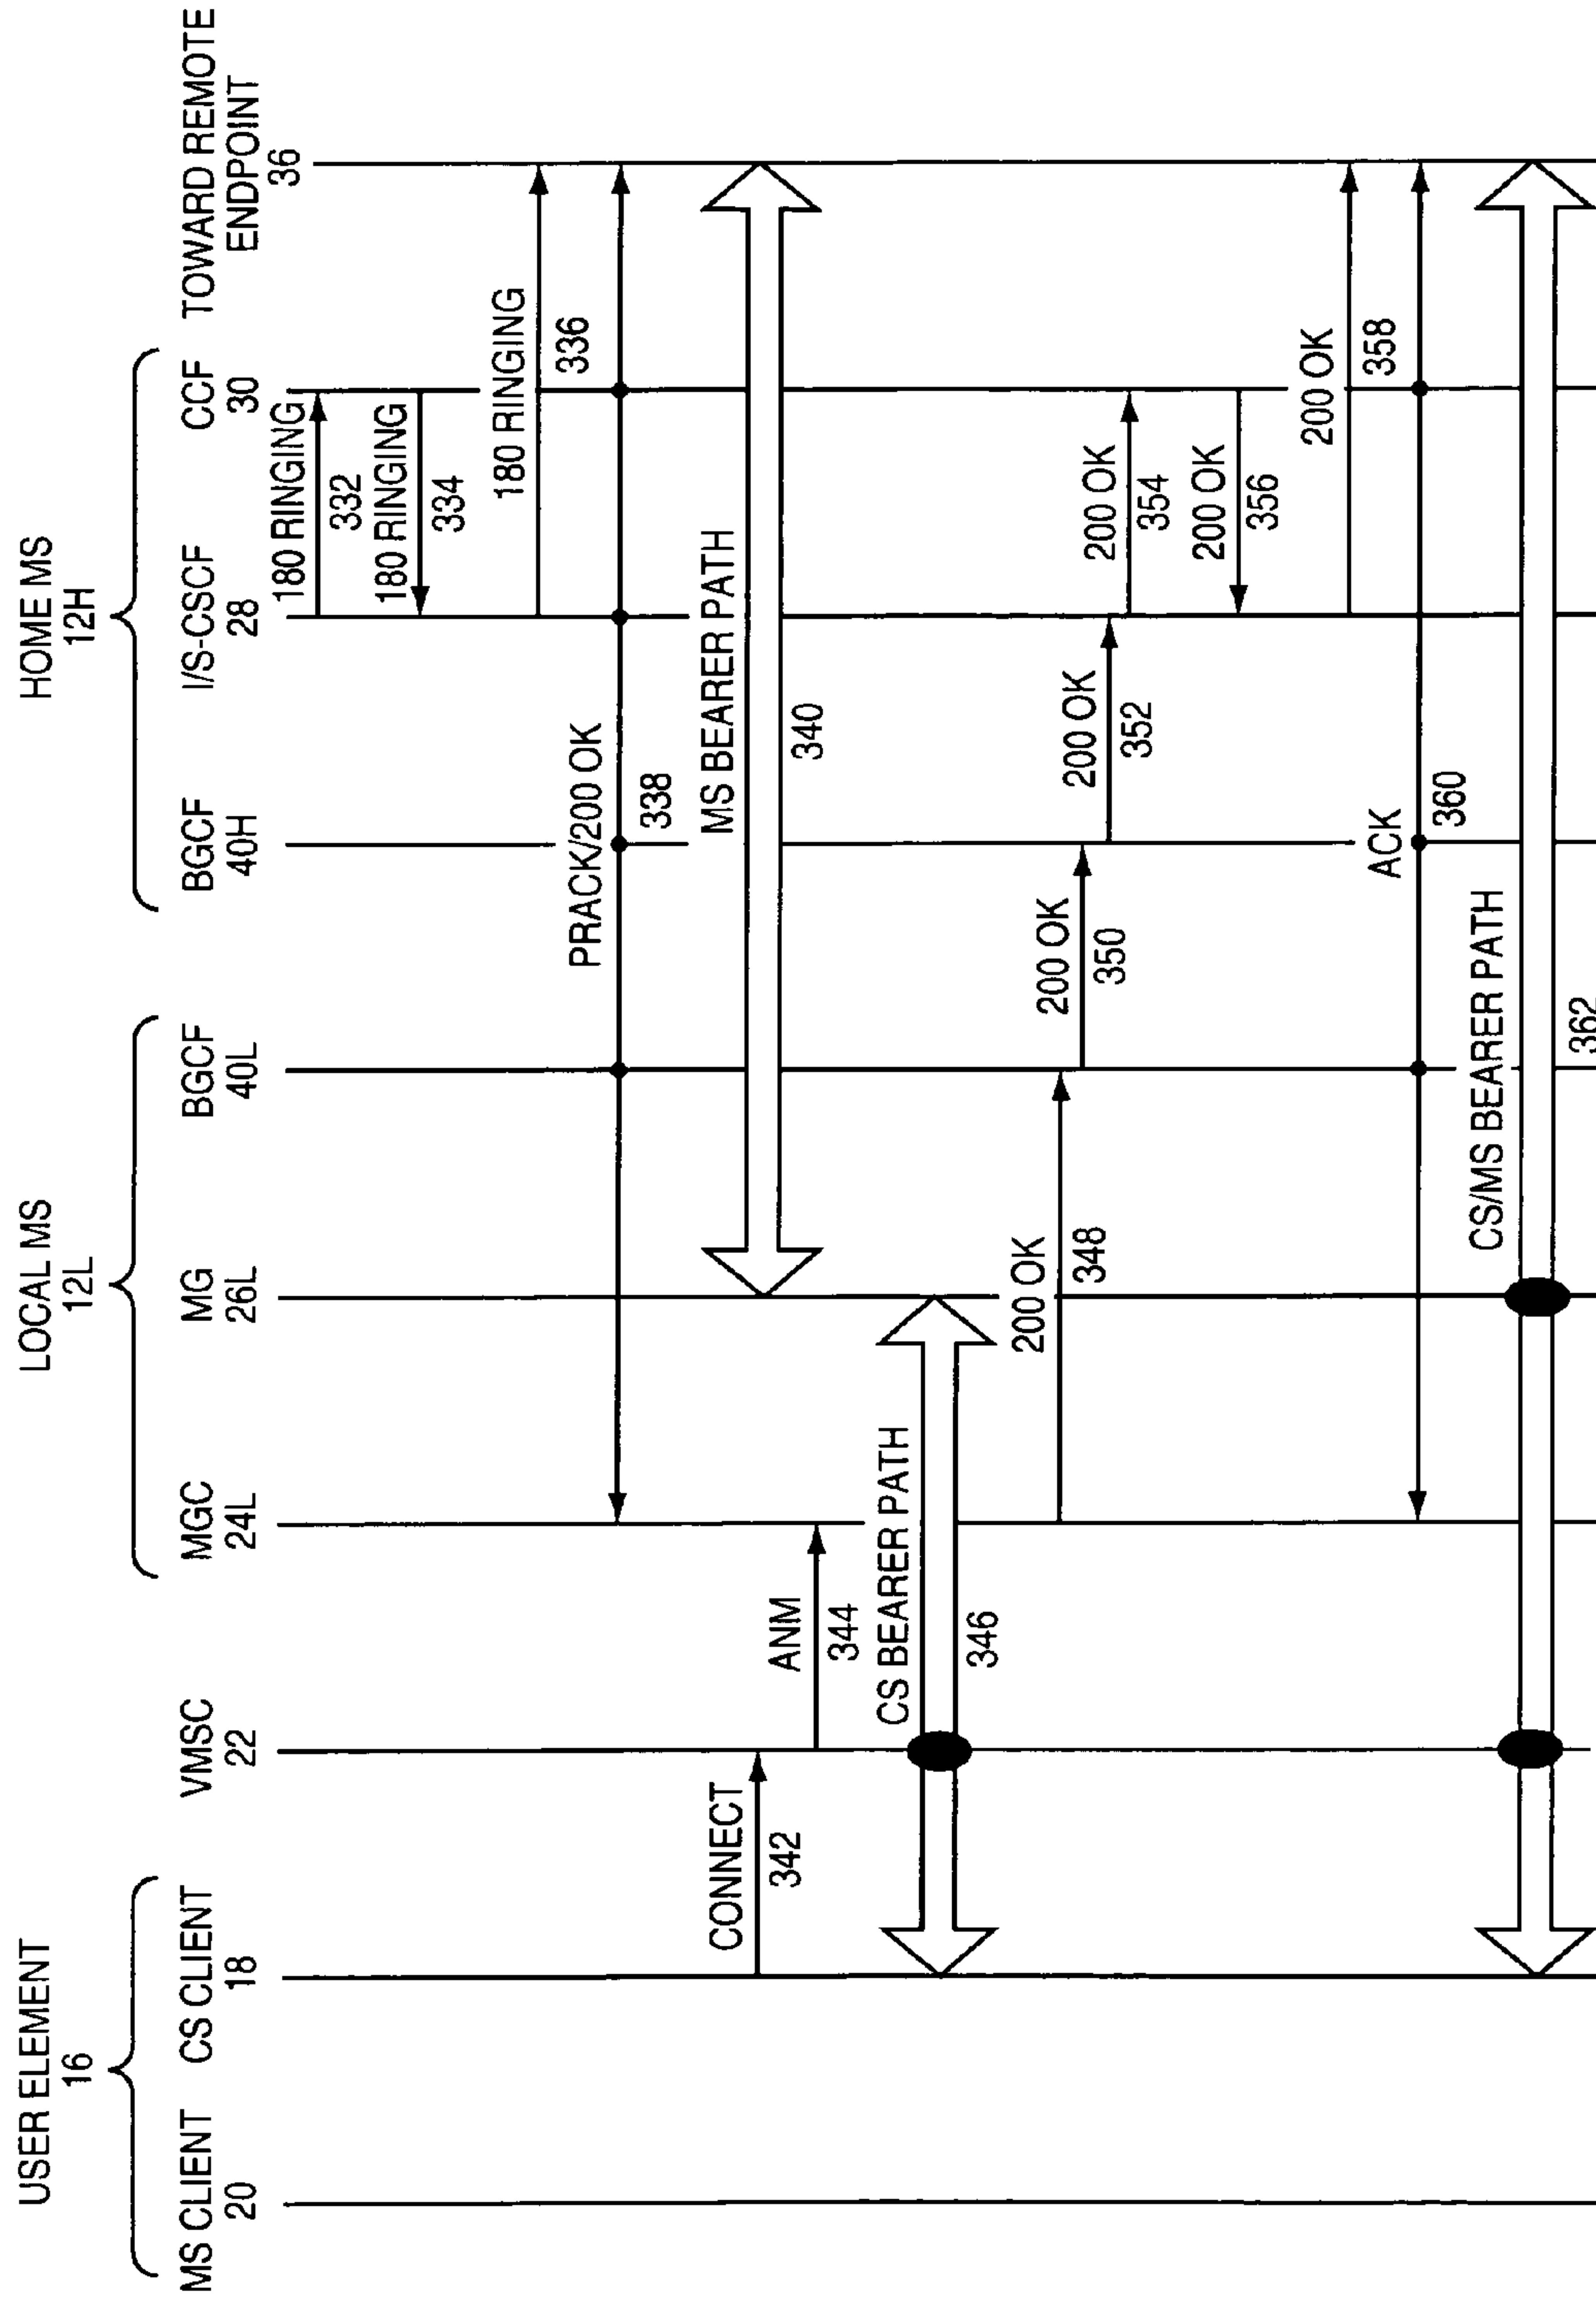 USER ELEMENT
16
LOCAL MS
12L
HOME MS
12H
MS CLIENT
20
CS CLIENT
18
VMSC
22
MGC
24L
MG
26L
BGCF
40L
BGCF
40H
I/S-CSCF
28
CCF
30
TOWARD REMOTE
ENDPOINT
36
180 RINGING
332
180 RINGING
334
180 RINGING
336
PRACK/200 OK
338
MS BEARER PATH
340
CONNECT
342
ANM
344
CS BEARER PATH
346
200 OK
348
200 OK
350
200 OK
352
200 OK
354
200 OK
356
200 OK
358
ACK
360
CS/MS BEARER PATH
362